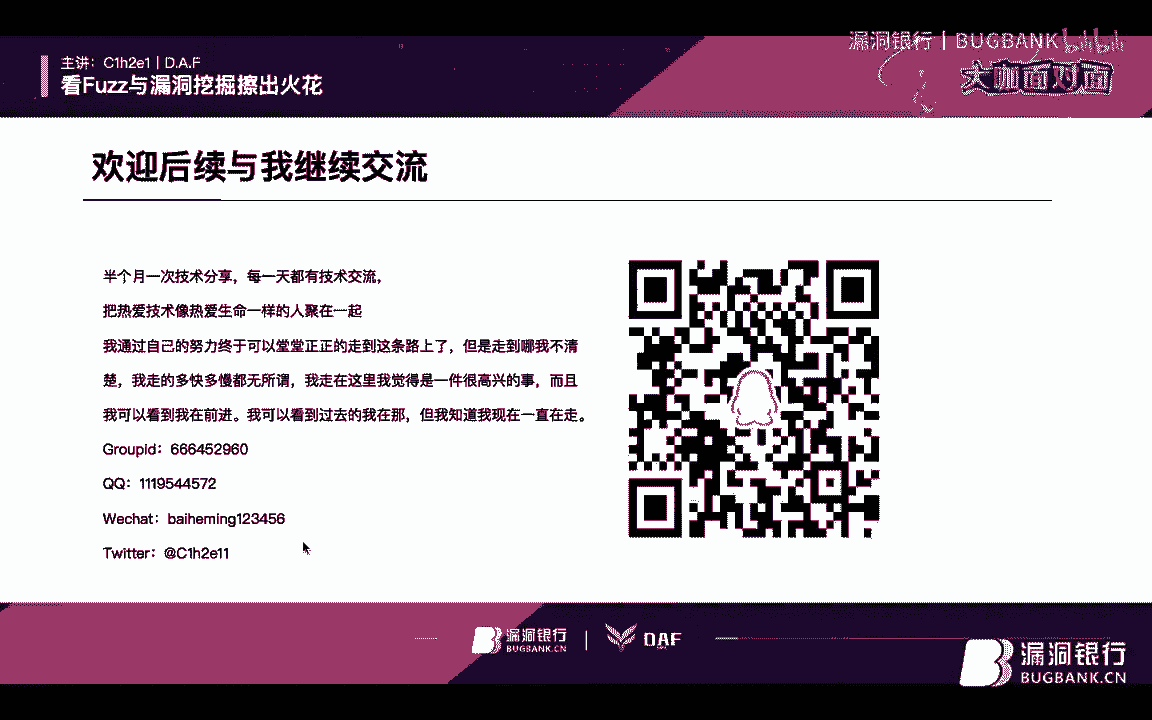 漏洞银行 | BUGBANK bilibili
主讲：C1h2e1 | D.A.F
看Fuzz与漏洞挖掘擦出火花
大咖面对面
欢迎后续与我继续交流
半个月一次技术分享，每一天都有技术交流，
把热爱技术像热爱生命一样的人聚在一起
我通过自己的努力终于可以堂堂正正的走到这条路上了，但是走到哪我不清
楚，我走的多快多慢都无所谓，我走在这里我觉得是一件很高兴的事，而且
我可以看到我在前进。我可以看到过去的我在那，但我知道我现在一直在走。
Groupid：666452960
QQ：1119544572
Wechat：baiheming123456
Twitter：@C1h2e11
漏洞银行
BUGBANK.CN
DAF
漏洞银行
BUGBANK.CN